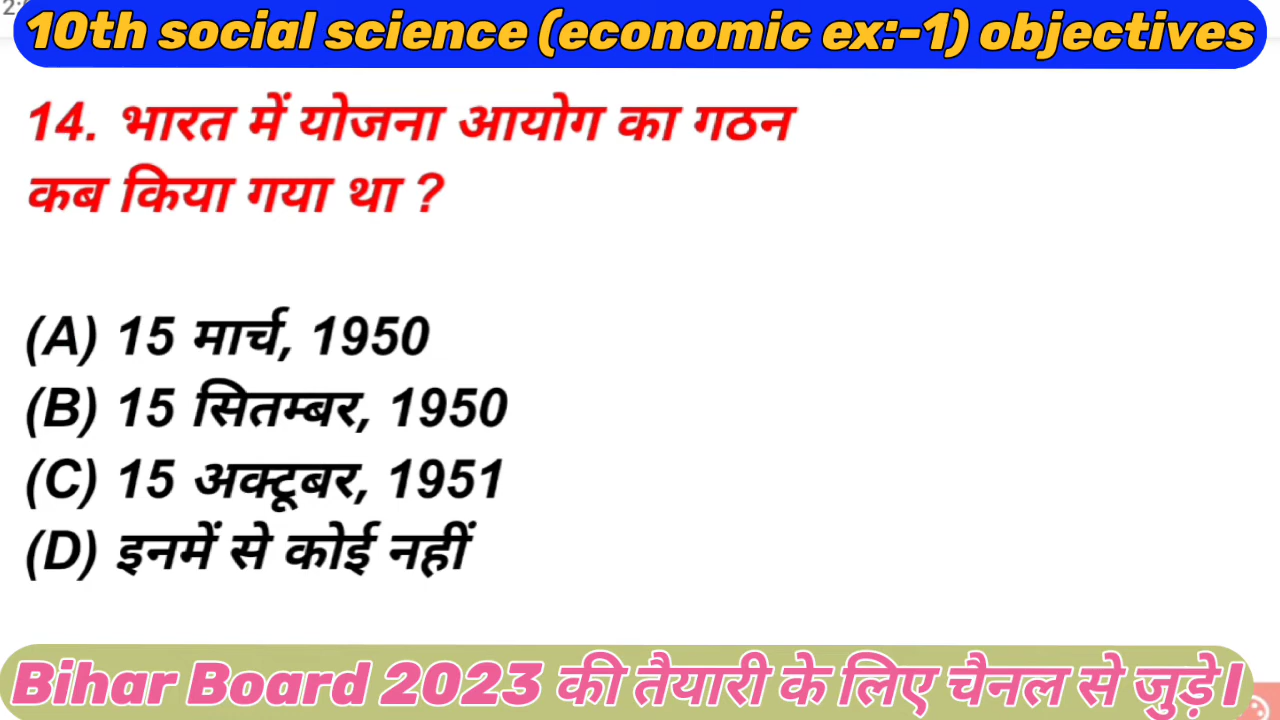 10th social science (economic ex:-1) objectives
14. भारत में योजना आयोग का गठन
कब किया गया था ?
(A) 15 मार्च, 1950
(B) 15 सितम्बर, 1950
(C) 15 अक्टूबर, 1951
(D) इनमें से कोई नहीं
Bihar Board 2023 की तैयारी के लिए चैनल से जुड़े।